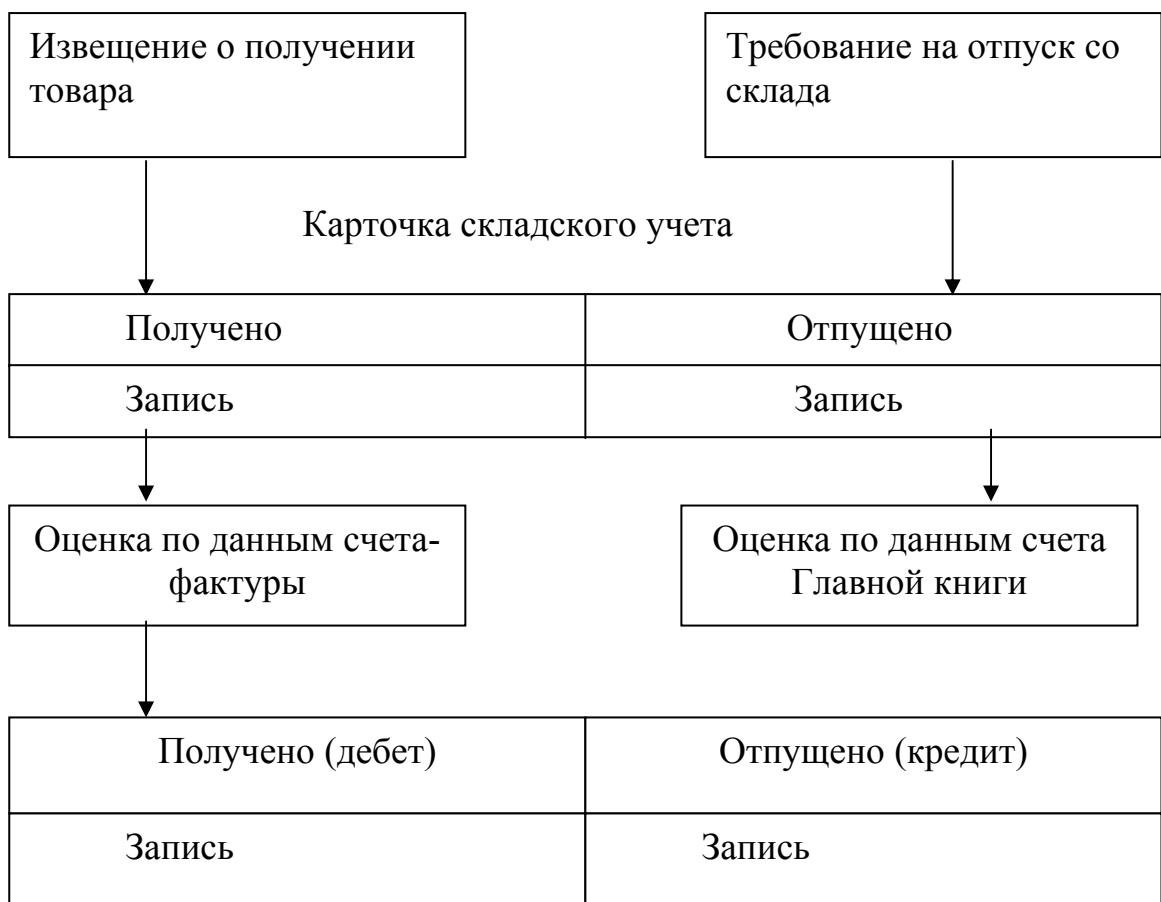 Извещение о получении
товара
Требование на отпуск со
склада
Карточка складского учета
Получено
Отпущено
Запись
Запись
Оценка по данным счета-
фактуры
Оценка по данным счета
Главной книги
Получено (дебет)
Отпущено (кредит)
Запись
Запись